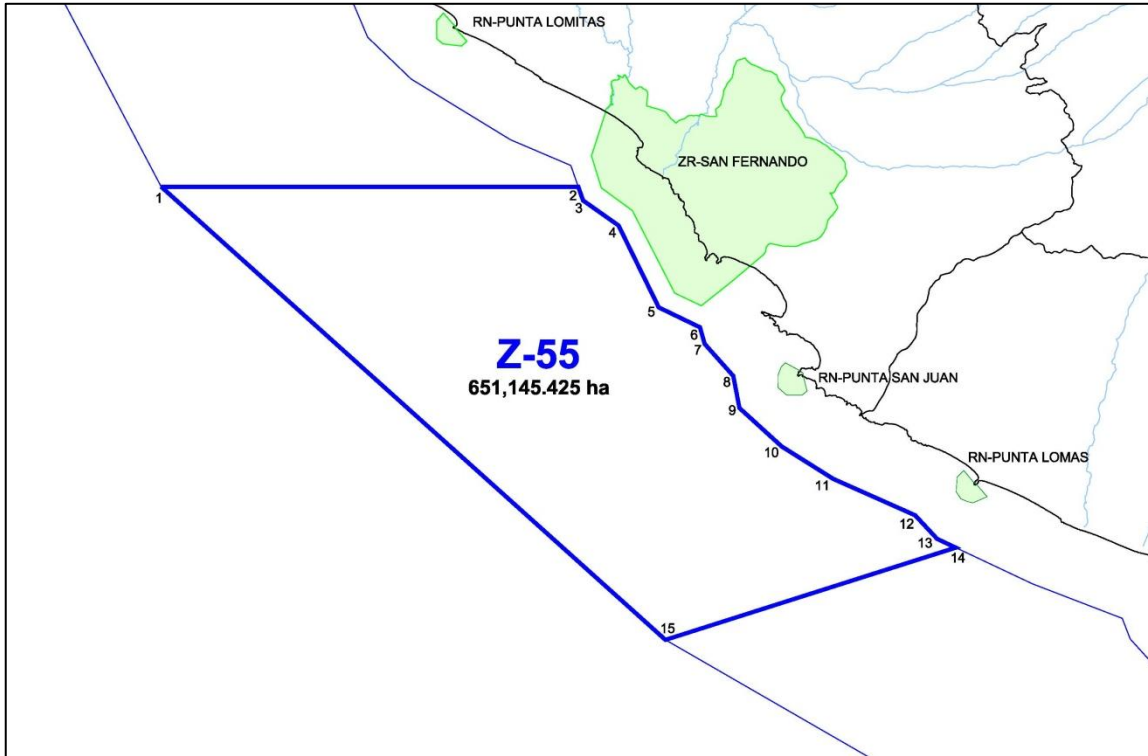 RN-PUNTA LOMITAS
ZR-SAN FERNANDO
1
2
3
4
5
6
7
Z-55
651,145.425 ha
8
RN-PUNTA SAN JUAN
9
10
RN-PUNTA LOMAS
11
12
13
14
15